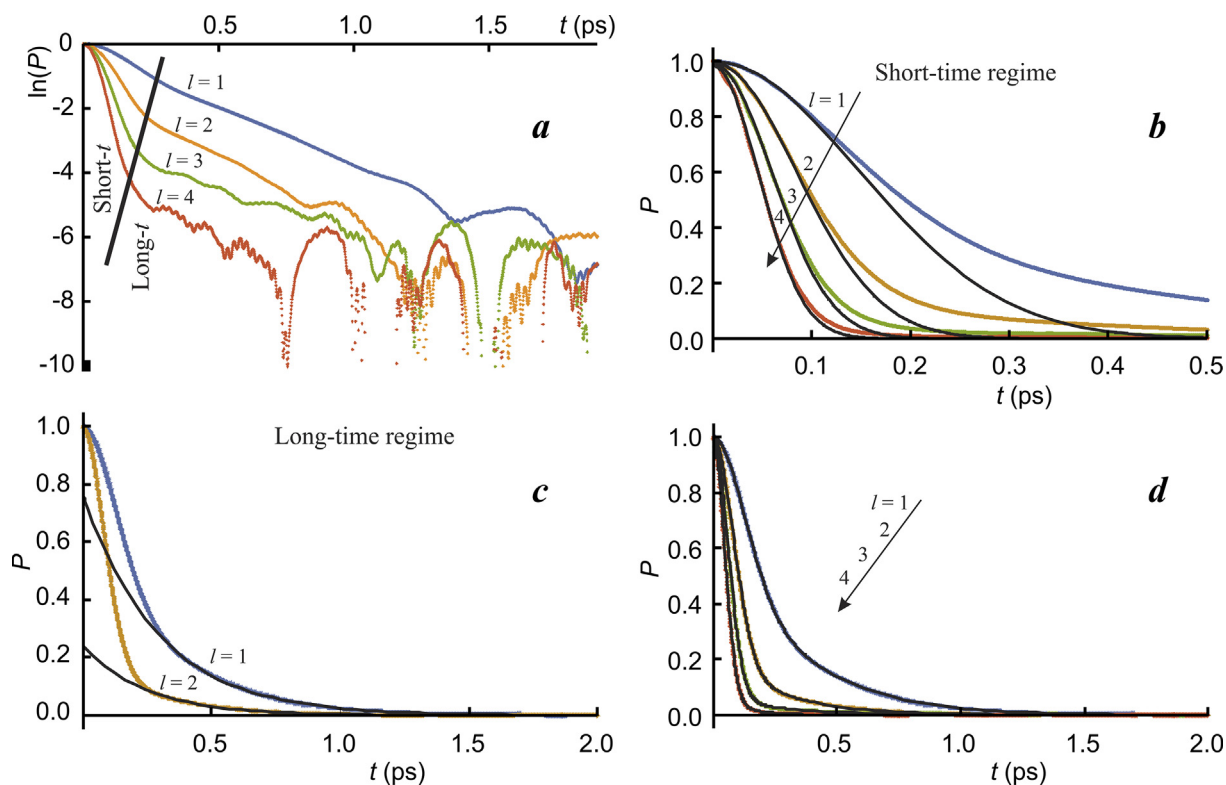 0.5 1.0 1.5 t (ps)
0
-2
-4
-6
-8
-10
ln(P)
l = 1
l = 2
l = 3
l = 4
Short-t
Long-t
a
Short-time regime
b
1.0
0.8
0.6
0.4
0.2
0.0
P
l = 1
2
3
4
0.1 0.2 0.3 0.4 0.5
t (ps)
Long-time regime
c
1.0
0.8
0.6
0.4
0.2
0.0
P
l = 1
l = 2
0.5 1.0 1.5 2.0
t (ps)
d
1.0
0.8
0.6
0.4
0.2
0.0
P
l = 1
2
3
4
0.5 1.0 1.5 2.0
t (ps)